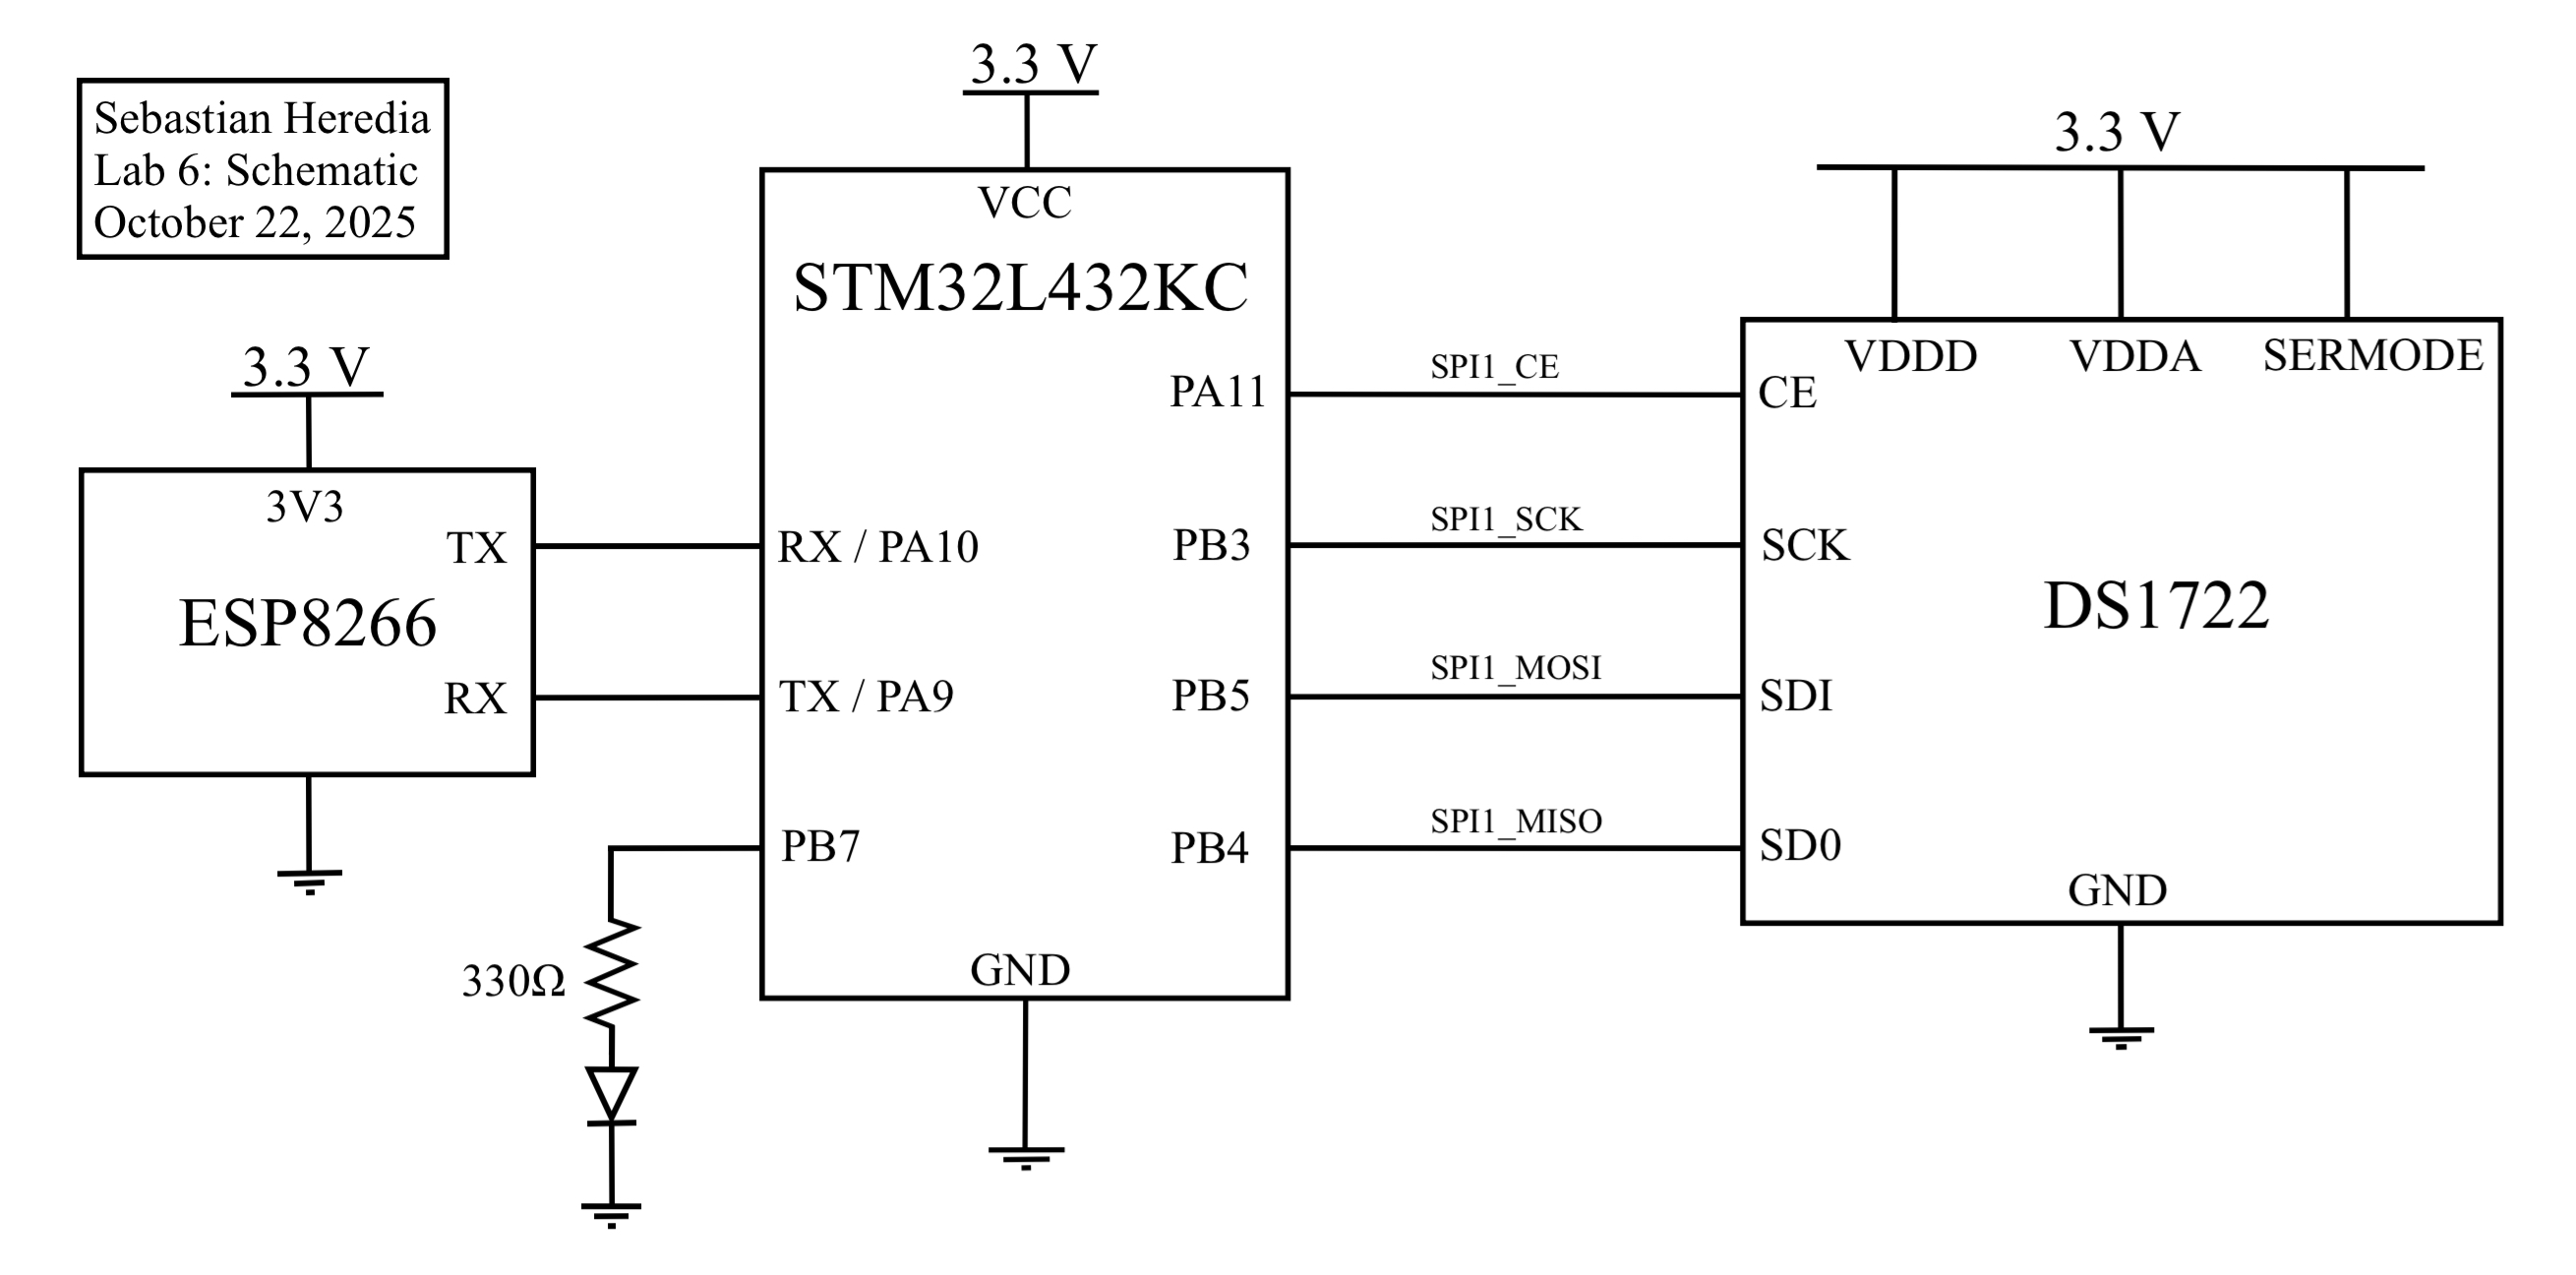 Sebastian Heredia
Lab 6: Schematic
October 22, 2025
3.3 V
3V3
TX
ESP8266
RX
330Ω
3.3 V
VCC
STM32L432KC
RX / PA10
TX / PA9
PB7
PA11
PB3
PB5
PB4
GND
SPI1_CE
SPI1_SCK
SPI1_MOSI
SPI1_MISO
3.3 V
VDDD VDDA SERMODE
CE
SCK
DS1722
SDI
SD0
GND